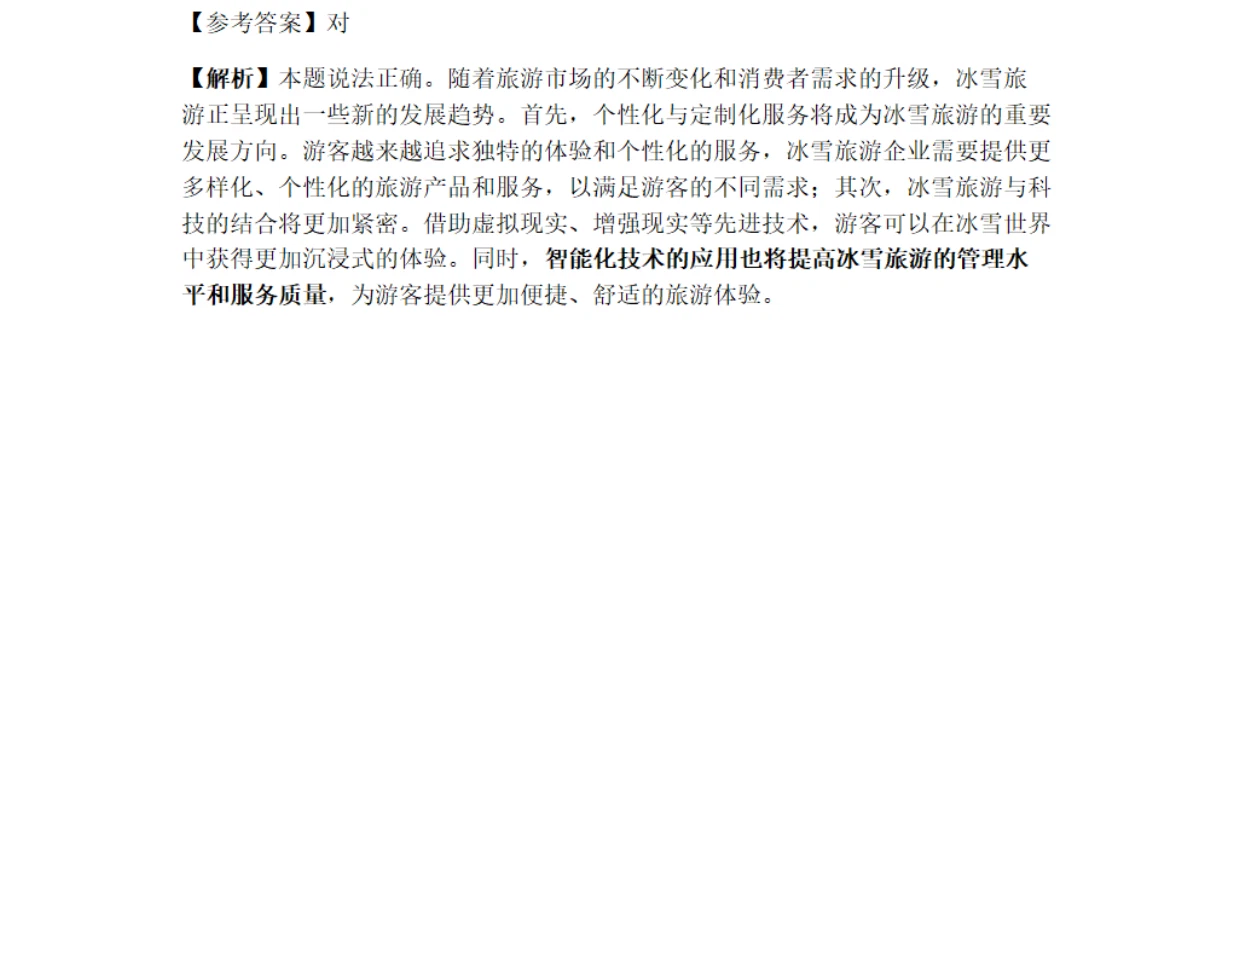 【参考答案】对
【解析】本题说法正确。随着旅游市场的不断变化和消费者需求的升级，冰雪旅
游正呈现出一些新的发展趋势。首先，个性化与定制化服务将成为冰雪旅游的重要
发展方向。游客越来越追求独特的体验和个性化的服务，冰雪旅游企业需要提供更
多样化、个性化的旅游产品和服务，以满足游客的不同需求；其次，冰雪旅游与科
技的结合将更加紧密。借助虚拟现实、增强现实等先进技术，游客可以在冰雪世界
中获得更加沉浸式的体验。同时，智能化技术的应用也将提高冰雪旅游的管理水
平和服务质量，为游客提供更加便捷、舒适的旅游体验。